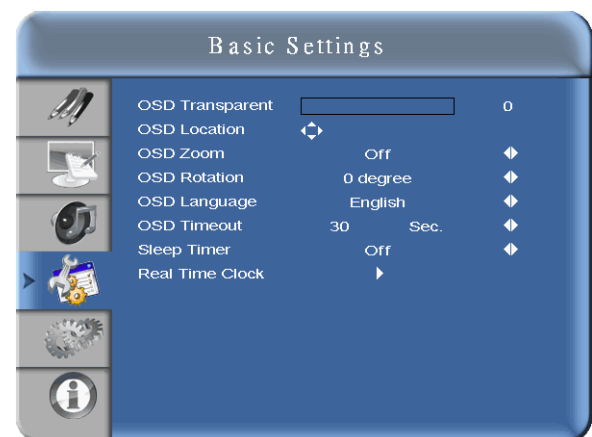 Basic Settings
OSD Transparent 0
OSD Location
OSD Zoom Off
OSD Rotation 0 degree
OSD Language English
OSD Timeout 30 Sec.
Sleep Timer Off
Real Time Clock